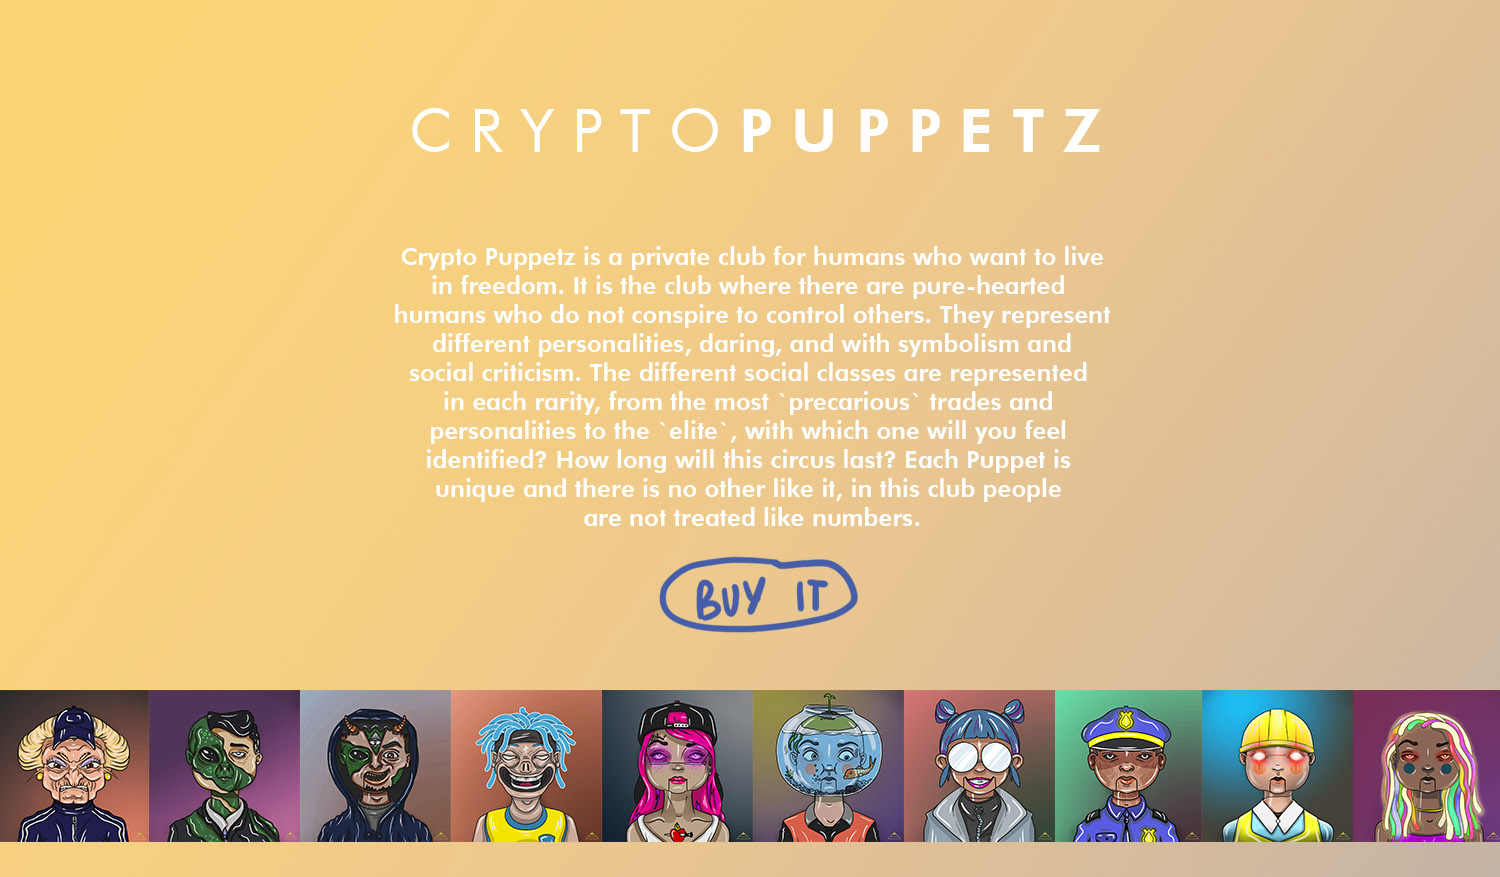 CRYPTOPUPPETZ
Crypto Puppetz is a private club for humans who want to live
in freedom. It is the club where there are pure-hearted
humans who do not conspire to control others. They represent
different personalities, daring, and with symbolism and
social criticism. The different social classes are represented
in each rarity, from the most `precarious` trades and
personalities to the `elite`, with which one will you feel
identified? How long will this circus last? Each Puppet is
unique and there is no other like it, in this club people
are not treated like numbers.
BUY IT